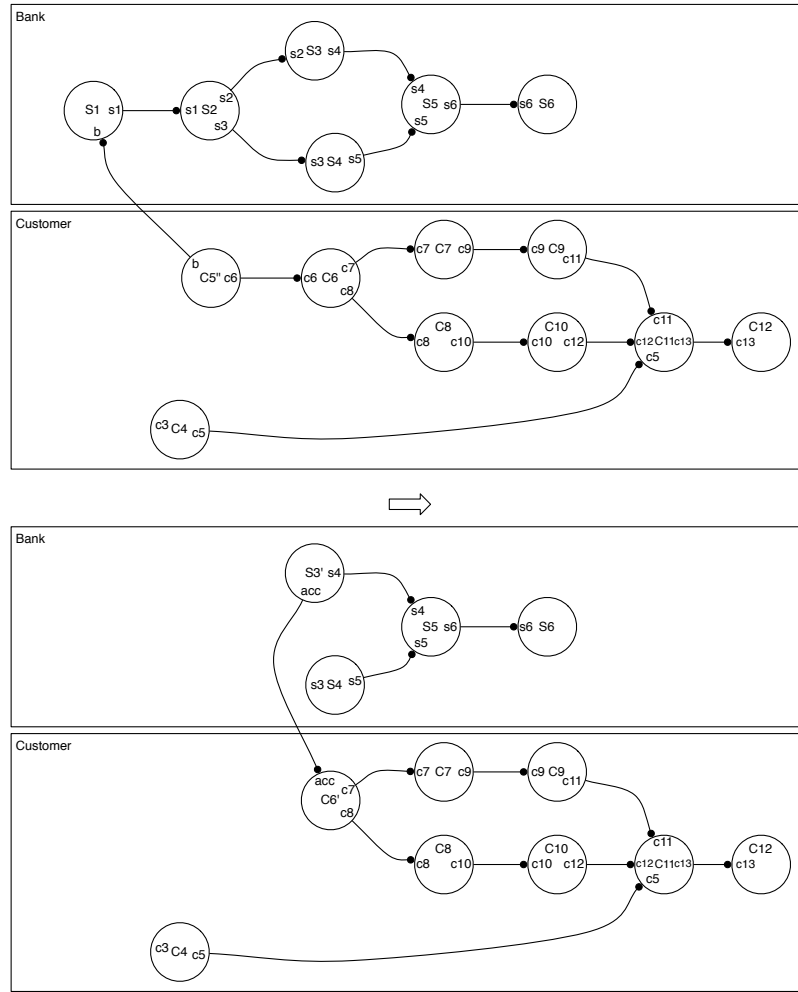 Bank
s2 S3 s4
S1 s1
b
s1 S2
s2
s3
s4
S5 s6
s5
s6 S6
s3 S4 s5
Customer
b
C5'' c6
c6 C6
c7
c8
c7 C7 c9
c9 C9
c11
C8
c8 c10
C10
c10 c12
c11
c12 C11 c13
c5
C12
c13
c3 C4 c5
Bank
S3' s4
acc
s4
S5 s6
s5
s6 S6
s3 S4 s5
Customer
acc
c7
C6'
c8
c7 C7 c9
c9 C9
c11
C8
c8 c10
C10
c10 c12
c11
c12 C11 c13
c5
C12
c13
c3 C4 c5